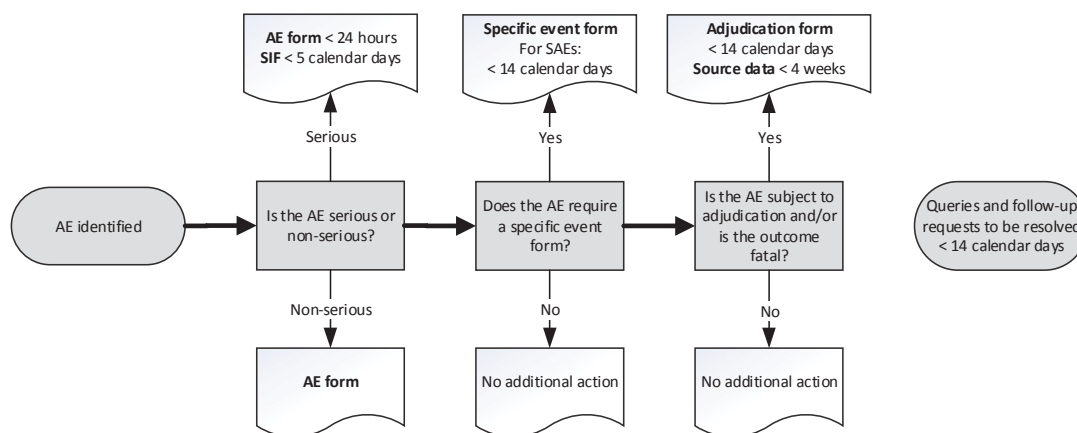 AE form < 24 hours
SIF < 5 calendar days
Specific event form
For SAEs:
< 14 calendar days
Adjudication form
< 14 calendar days
Source data < 4 weeks
Serious
Yes
Yes
AE identified
Is the AE serious or
non-serious?
Does the AE require
a specific event
form?
Is the AE subject to
adjudication and/or
is the outcome
fatal?
Queries and follow-up
requests to be resolved
< 14 calendar days
Non-serious
No
No
AE form
No additional action
No additional action